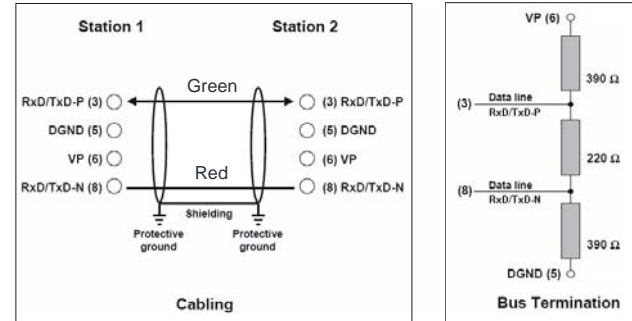 Station 1
Station 2
Green
RxD/TxD-P (3)
(3) RxD/TxD-P
DGND (5)
(5) DGND
VP (6)
(6) VP
Red
RxD/TxD-N (8)
(8) RxD/TxD-N
Shielding
Protective
ground
Protective
ground
Cabling
VP (6)
390 Ω
(3)
Data line
RxD/TxD-P
220 Ω
(8)
Data line
RxD/TxD-N
390 Ω
DGND (5)
Bus Termination